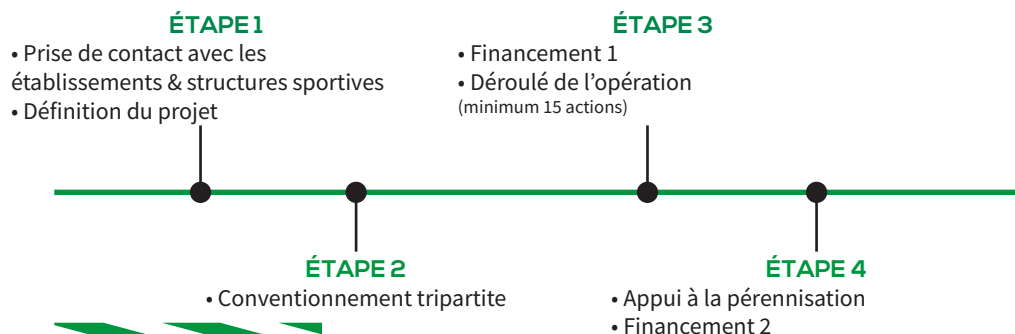 ÉTAPE 1
• Prise de contact avec les
établissements & structures sportives
• Définition du projet
ÉTAPE 2
• Conventionnement tripartite
ÉTAPE 3
• Financement 1
• Déroulé de l'opération
(minimum 15 actions)
ÉTAPE 4
• Appui à la pérennisation
• Financement 2